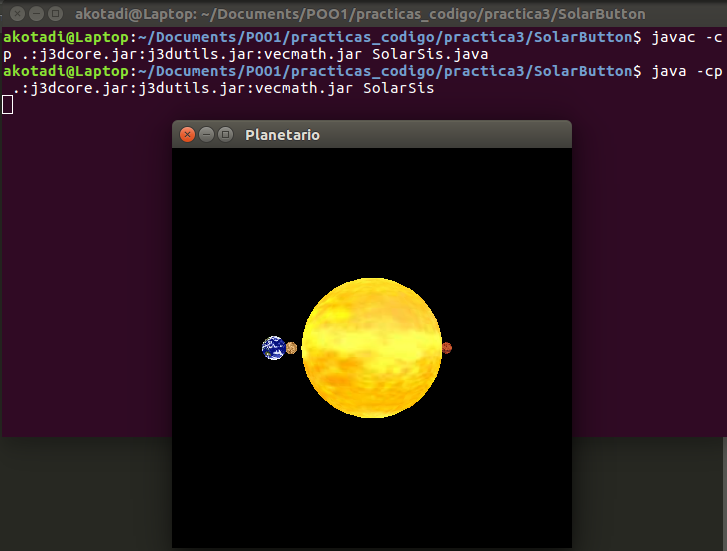 akotadi@Laptop: ~/Documents/POO1/practicas_codigo/practica3/SolarButton
akotadi@Laptop:~/Documents/POO1/practicas_codigo/practica3/SolarButton$ javac -c
p .:j3dcore.jar:j3dutils.jar:vecmath.jar SolarSis.java
akotadi@Laptop:~/Documents/POO1/practicas_codigo/practica3/SolarButton$ java -cp
.:j3dcore.jar:j3dutils.jar:vecmath.jar SolarSis
Planetario